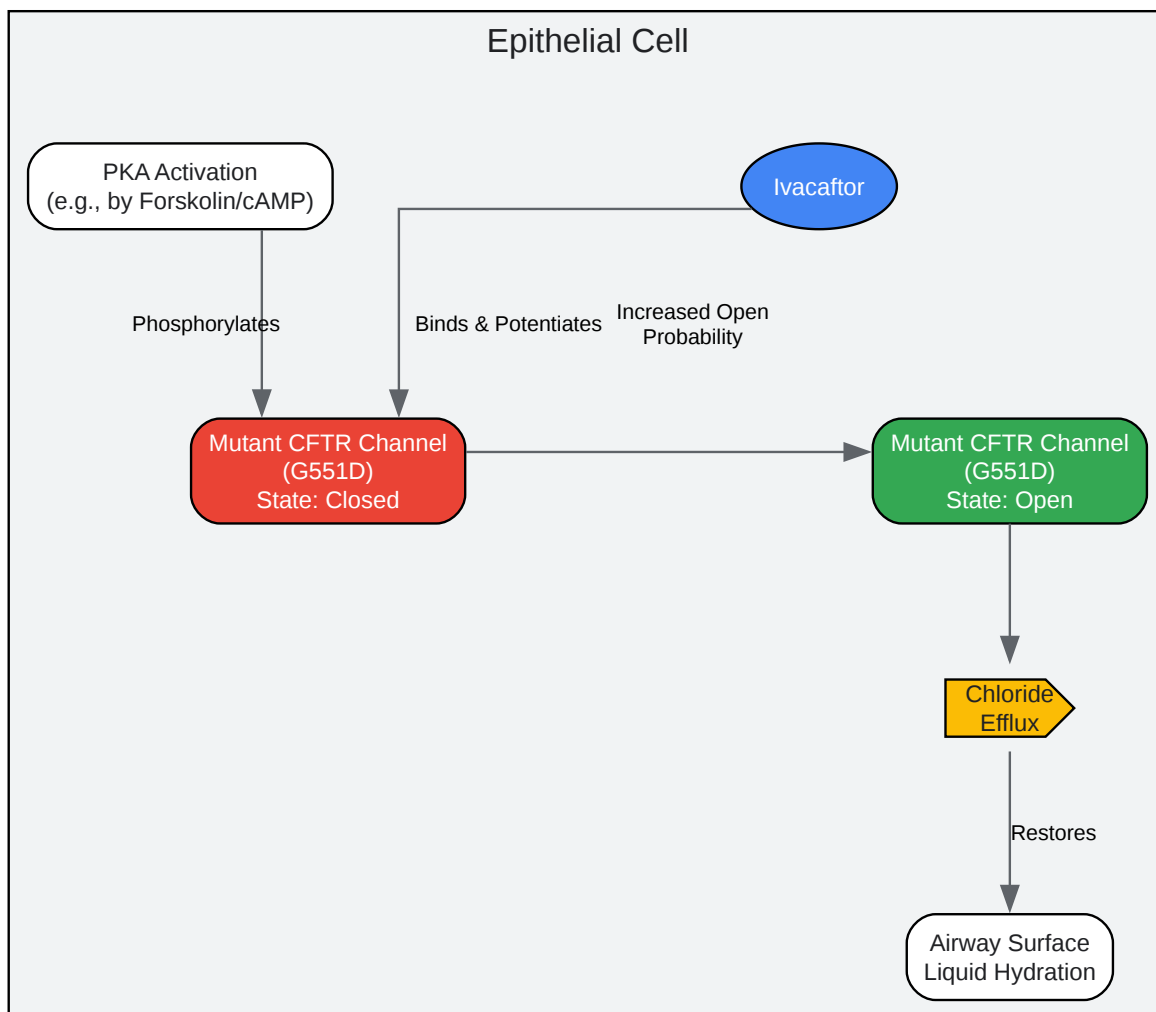 Epithelial Cell
PKA Activation
(e.g., by Forskolin/cAMP)
Ivacaftor
Phosphorylates
Binds & Potentiates
Increased Open
Probability
Mutant CFTR Channel
(G551D)
State: Closed
Mutant CFTR Channel
(G551D)
State: Open
Chloride
Efflux
Restores
Airway Surface
Liquid Hydration